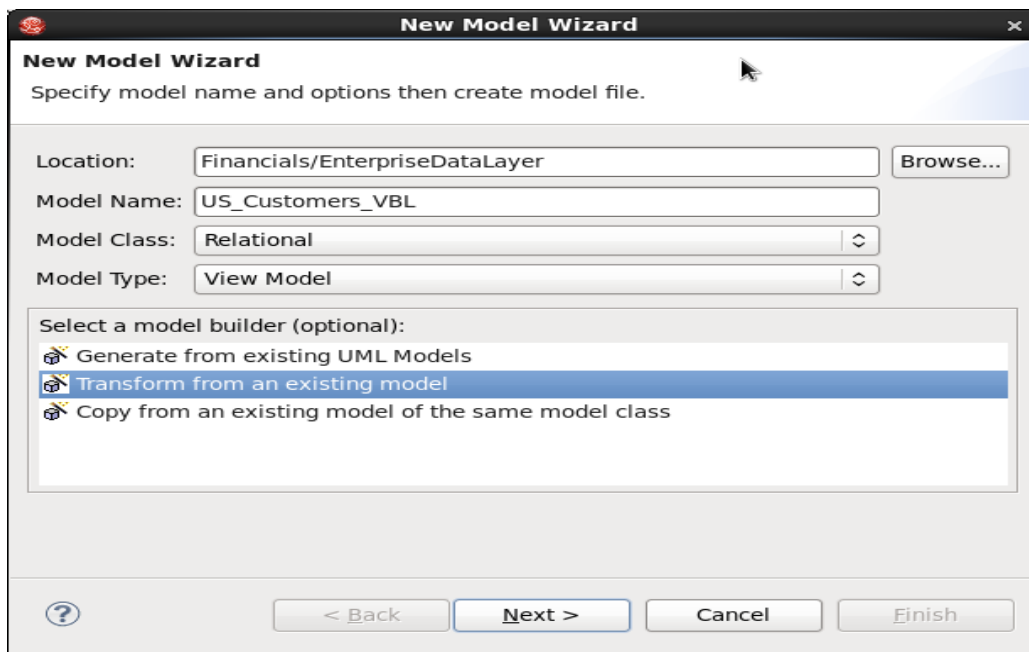 New Model Wizard
New Model Wizard
Specify model name and options then create model file.
Location: Financials/EnterpriseDataLayer Browse...
Model Name: US_Customers_VBL
Model Class: Relational
Model Type: View Model
Select a model builder (optional):
Generate from existing UML Models
Transform from an existing model
Copy from an existing model of the same model class
? < Back Next > Cancel Finish